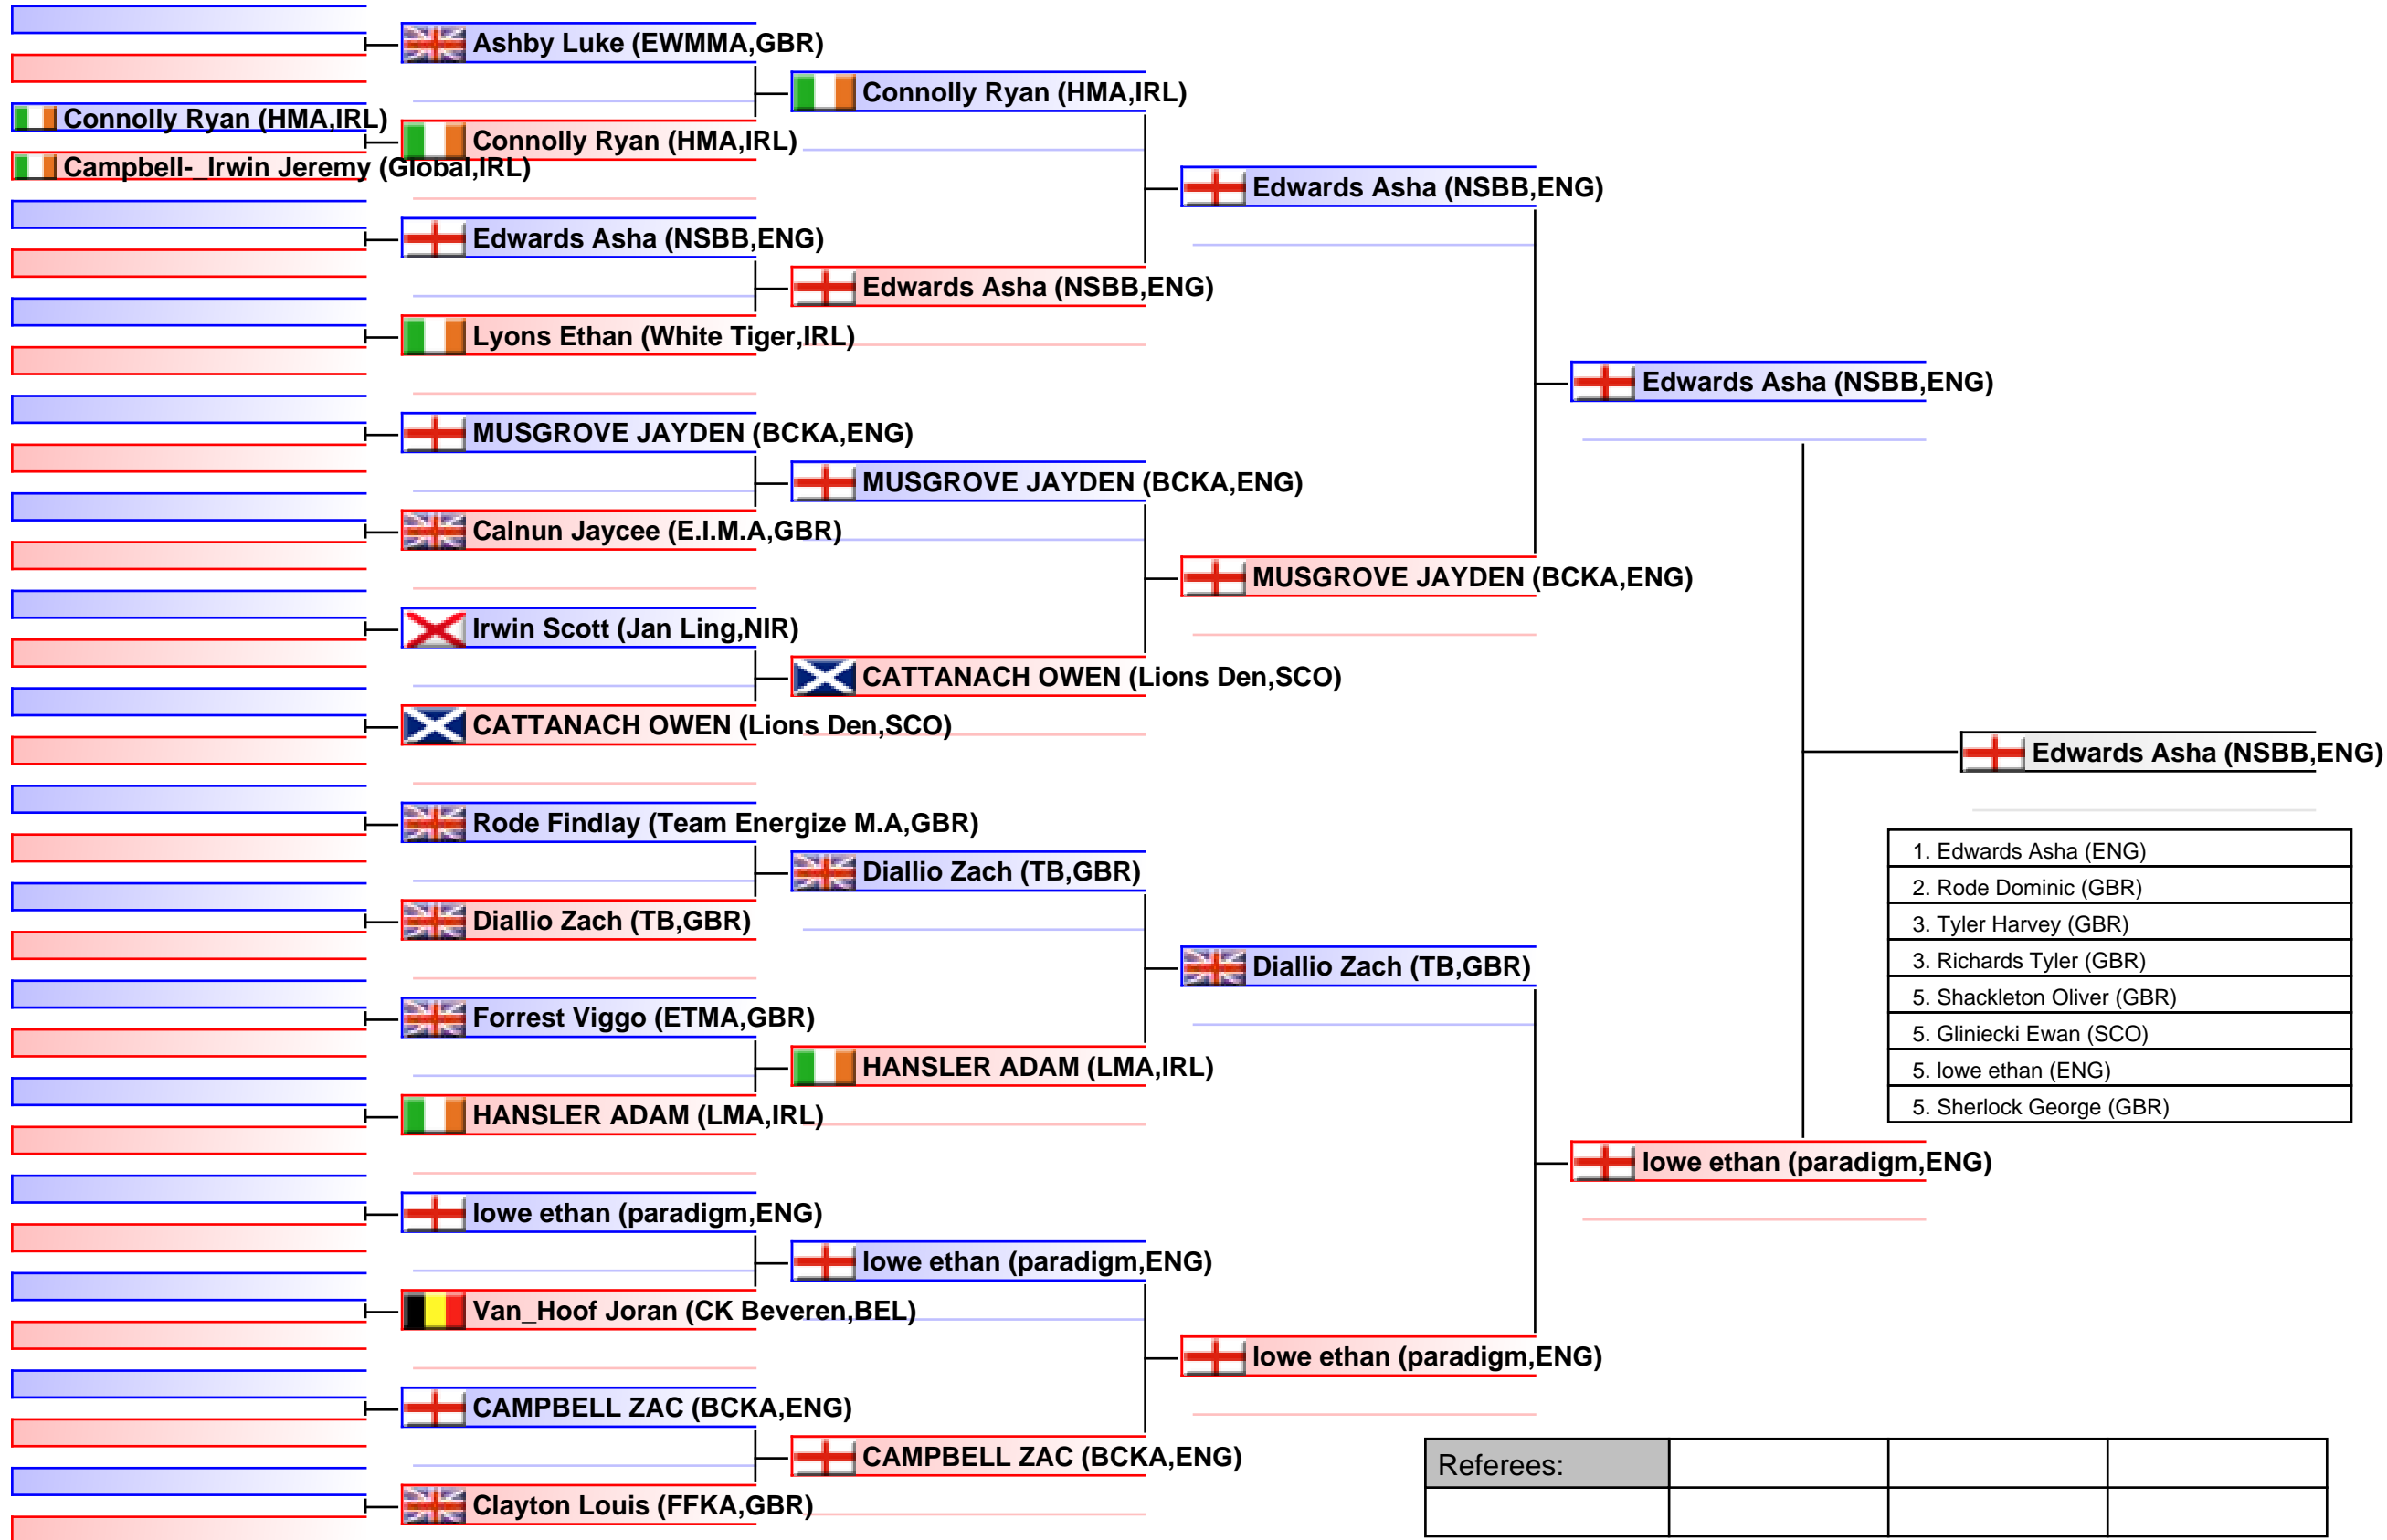 Ashby Luke (EWMMA,GBR)
Connolly Ryan (HMA,IRL)
Connolly Ryan (HMA,IRL)
Connolly Ryan (HMA,IRL)
Campbell-_Irwin Jeremy (Global,IRL)
Edwards Asha (NSBB,ENG)
Edwards Asha (NSBB,ENG)
Edwards Asha (NSBB,ENG)
Lyons Ethan (White Tiger,IRL)
Edwards Asha (NSBB,ENG)
MUSGROVE JAYDEN (BCKA,ENG)
MUSGROVE JAYDEN (BCKA,ENG)
Calnun Jaycee (E.I.M.A,GBR)
MUSGROVE JAYDEN (BCKA,ENG)
Irwin Scott (Jan Ling,NIR)
CATTANACH OWEN (Lions Den,SCO)
CATTANACH OWEN (Lions Den,SCO)
Edwards Asha (NSBB,ENG)
Rode Findlay (Team Energize M.A,GBR)
Diallio Zach (TB,GBR)
Diallio Zach (TB,GBR)
Diallio Zach (TB,GBR)
1. Edwards Asha (ENG)
2. Rode Dominic (GBR)
3. Tyler Harvey (GBR)
3. Richards Tyler (GBR)
5. Shackleton Oliver (GBR)
5. Gliniecki Ewan (SCO)
5. lowe ethan (ENG)
5. Sherlock George (GBR)
Forrest Viggo (ETMA,GBR)
HANSLER ADAM (LMA,IRL)
HANSLER ADAM (LMA,IRL)
lowe ethan (paradigm,ENG)
lowe ethan (paradigm,ENG)
lowe ethan (paradigm,ENG)
Van_Hoof Joran (CK Beveren,BEL)
lowe ethan (paradigm,ENG)
CAMPBELL ZAC (BCKA,ENG)
CAMPBELL ZAC (BCKA,ENG)
Clayton Louis (FFKA,GBR)
Referees: